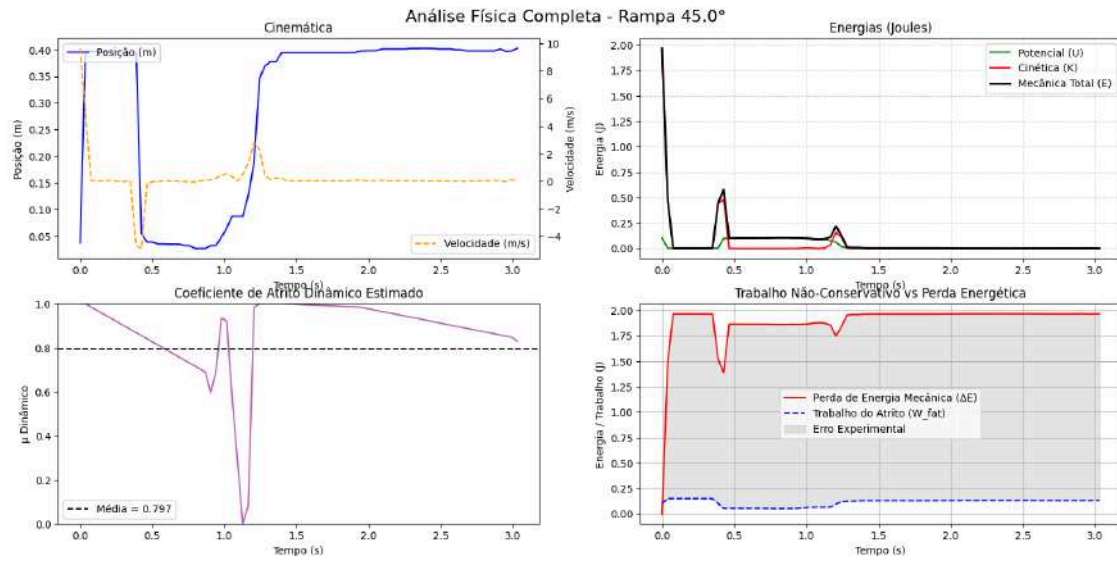 Análise Física Completa - Rampa 45.0°
Cinemática
Posição (m)
Velocidade (m/s)
0.40
0.35
0.30
0.25
0.20
0.15
0.10
0.05
Posição (m)
10
8
6
4
2
0
−2
−4
Velocidade (m/s)
0.0 0.5 1.0 1.5 2.0 2.5 3.0
Tempo (s)
Energias (Joules)
Potencial (U)
Cinética (K)
Mecânica Total (E)
2.00
1.75
1.50
1.25
1.00
0.75
0.50
0.25
0.00
Energia (J)
0.0 0.5 1.0 1.5 2.0 2.5 3.0
Tempo (s)
Coeficiente de Atrito Dinâmico Estimado
1.0
0.8
0.6
0.4
0.2
0.0
μ Dinâmico
Média = 0.797
0.0 0.5 1.0 1.5 2.0 2.5 3.0
Tempo (s)
Trabalho Não-Conservativo vs Perda Energética
2.00
1.75
1.50
1.25
1.00
0.75
0.50
0.25
0.00
Energia / Trabalho (J)
Perda de Energia Mecânica (ΔE)
Trabalho do Atrito (W_fat)
Erro Experimental
0.0 0.5 1.0 1.5 2.0 2.5 3.0
Tempo (s)